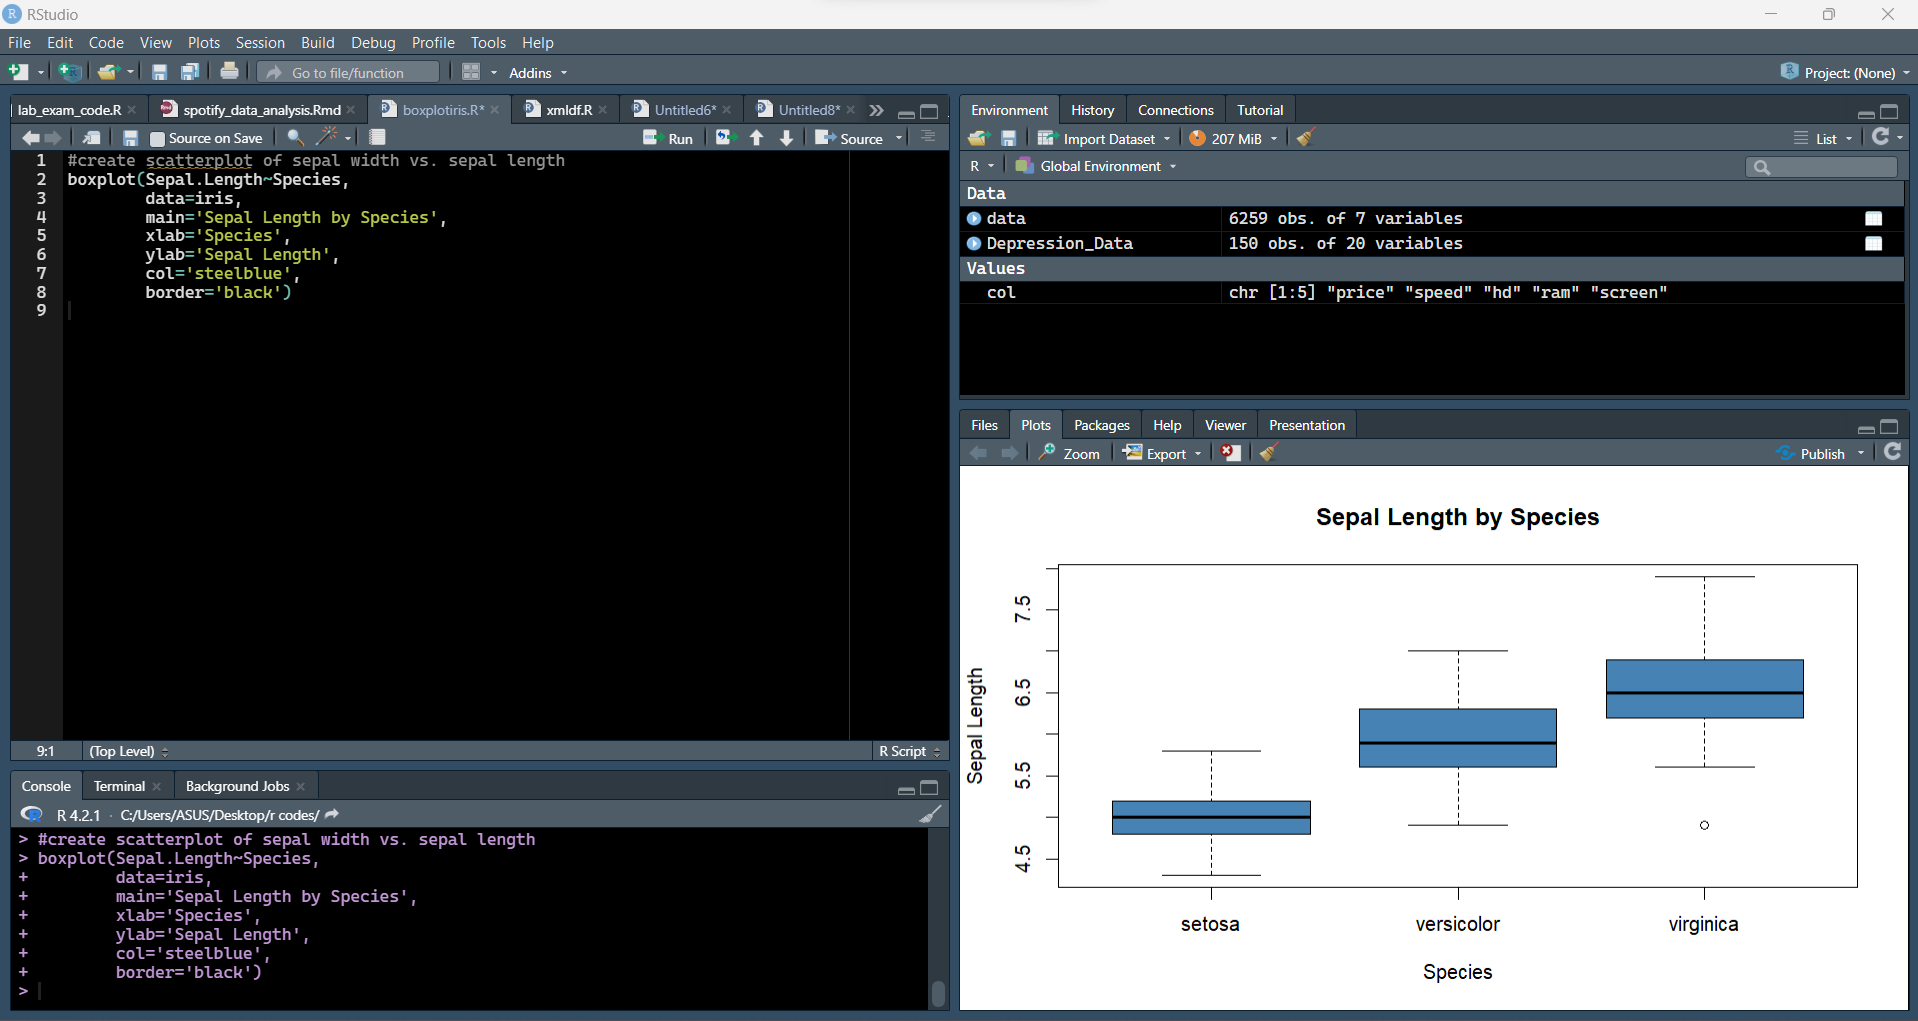 RStudio
File Edit Code View Plots Session Build Debug Profile Tools Help
Go to file/function Addins Project: (None)
lab_exam_code.R spotify_data_analysis.Rmd boxplotiris.R* xmldf.R Untitled6* Untitled8*
Source on Save Run Source
1 #create scatterplot of sepal width vs. sepal length
2 boxplot(Sepal.Length~Species,
3 data=iris,
4 main='Sepal Length by Species',
5 xlab='Species',
6 ylab='Sepal Length',
7 col='steelblue',
8 border='black')
9
9:1 (Top Level) R Script
Console Terminal Background Jobs
R 4.2.1 · C:/Users/ASUS/Desktop/r codes/
> #create scatterplot of sepal width vs. sepal length
> boxplot(Sepal.Length~Species,
+ data=iris,
+ main='Sepal Length by Species',
+ xlab='Species',
+ ylab='Sepal Length',
+ col='steelblue',
+ border='black')
>
Environment History Connections Tutorial
Import Dataset 207 MiB List
R Global Environment
Data
data 6259 obs. of 7 variables
Depression_Data 150 obs. of 20 variables
Values
col chr [1:5] "price" "speed" "hd" "ram" "screen"
Files Plots Packages Help Viewer Presentation
Zoom Export Publish
Sepal Length by Species
Sepal Length
7.5
6.5
5.5
4.5
setosa versicolor virginica
Species